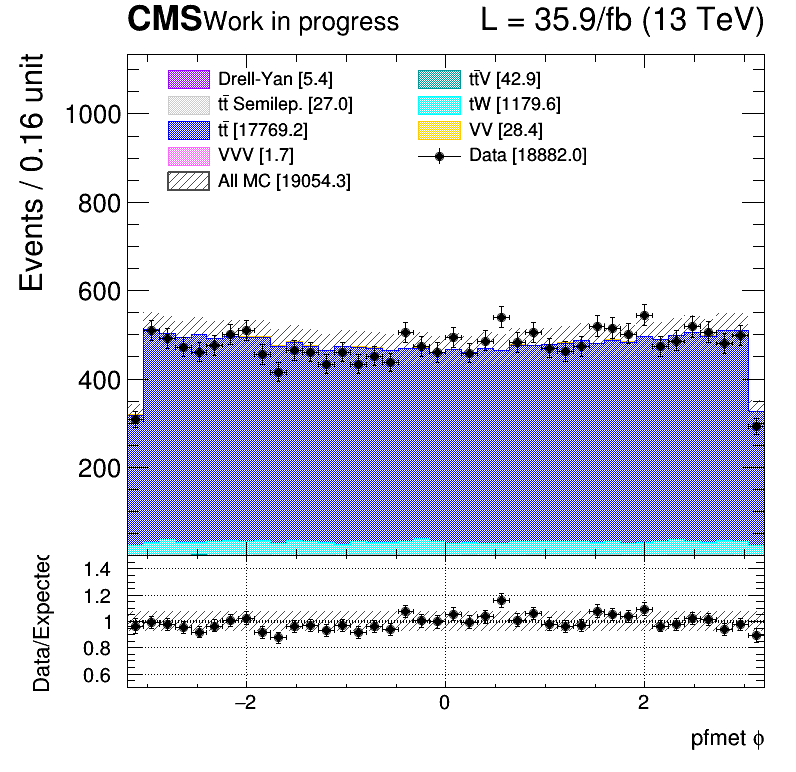 CMS Work in progress L = 35.9/fb (13 TeV)
Events / 0.16 unit
Drell-Yan [5.4]
tt̄ Semilep. [27.0]
tt̄ [17769.2]
VVV [1.7]
All MC [19054.3]
tt̄V [42.9]
tW [1179.6]
VV [28.4]
Data [18882.0]
1000
800
600
400
200
Data/Expected
1.4
1.2
1
0.8
0.6
−2 0 2
pfmet ϕ